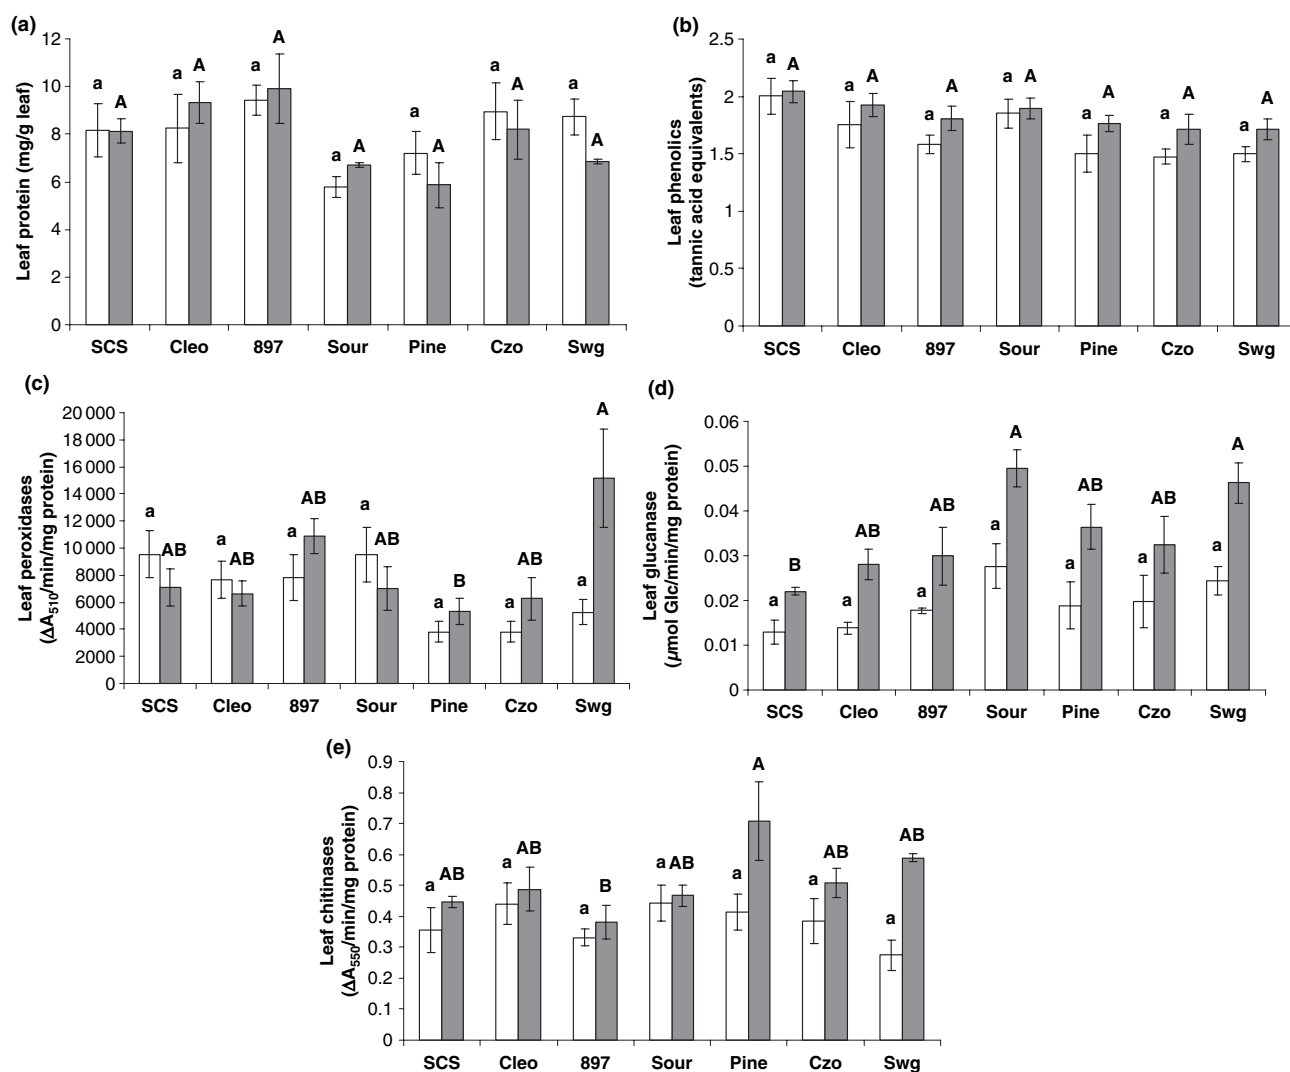 (a)
Leaf protein (mg/g leaf)
12
10
8
6
4
2
0
a A a A a A a A a A a A a A
SCS Cleo 897 Sour Pine Czo Swg
(b)
Leaf phenolics
(tannic acid equivalents)
2.5
2
1.5
1
0.5
0
a A a A a A a A a A a A a A
SCS Cleo 897 Sour Pine Czo Swg
(c)
Leaf peroxidases
(ΔA510/min/mg protein)
20 000
18 000
16 000
14 000
12 000
10 000
8000
6000
4000
2000
0
a AB a AB a AB a AB a B a AB a A
SCS Cleo 897 Sour Pine Czo Swg
(d)
Leaf glucanase
(µmol Glc/min/mg protein)
0.06
0.05
0.04
0.03
0.02
0.01
0
a B a AB a AB a A a AB a AB a A
SCS Cleo 897 Sour Pine Czo Swg
(e)
Leaf chitinases
(ΔA550/min/mg protein)
0.9
0.8
0.7
0.6
0.5
0.4
0.3
0.2
0.1
0
a AB a AB a B a AB a A a AB a AB
SCS Cleo 897 Sour Pine Czo Swg